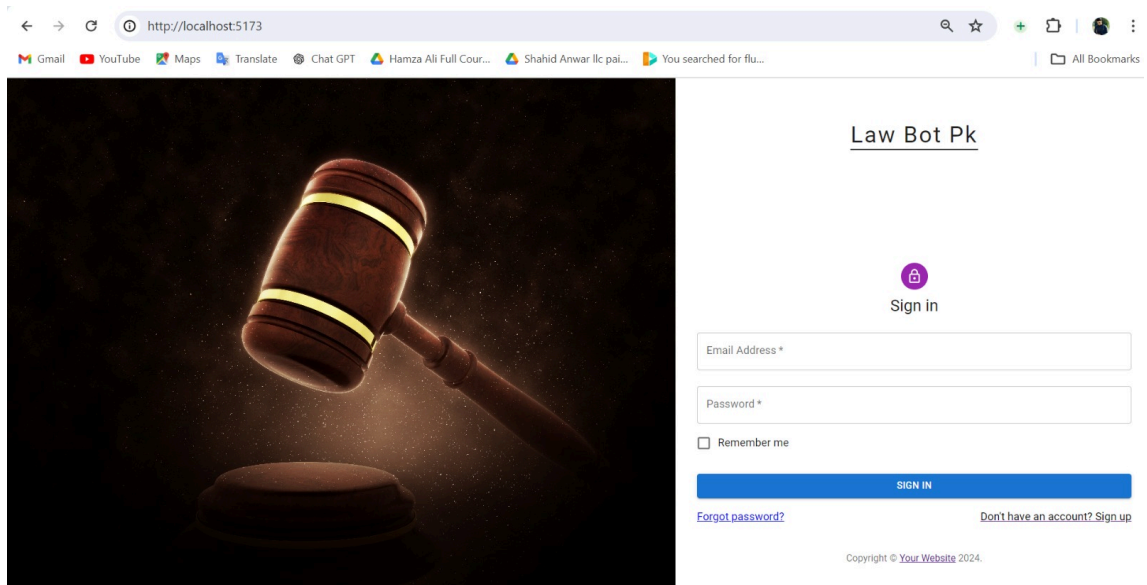 http://localhost:5173
Gmail YouTube Maps Translate Chat GPT Hamza Ali Full Cour... Shahid Anwar llc pai... You searched for flu... All Bookmarks
Law Bot Pk
Sign in
Email Address *
Password *
Remember me
SIGN IN
Forgot password? Don't have an account? Sign up
Copyright © Your Website 2024.